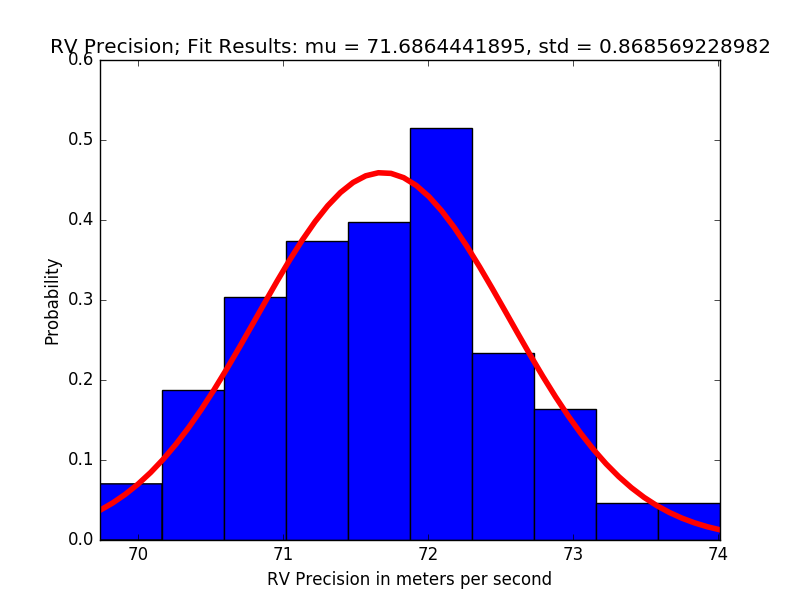 RV Precision; Fit Results: mu = 71.6864441895, std = 0.868569228982
0.6
0.5
0.4
0.3
0.2
0.1
0.0
Probability
70 71 72 73 74
RV Precision in meters per second